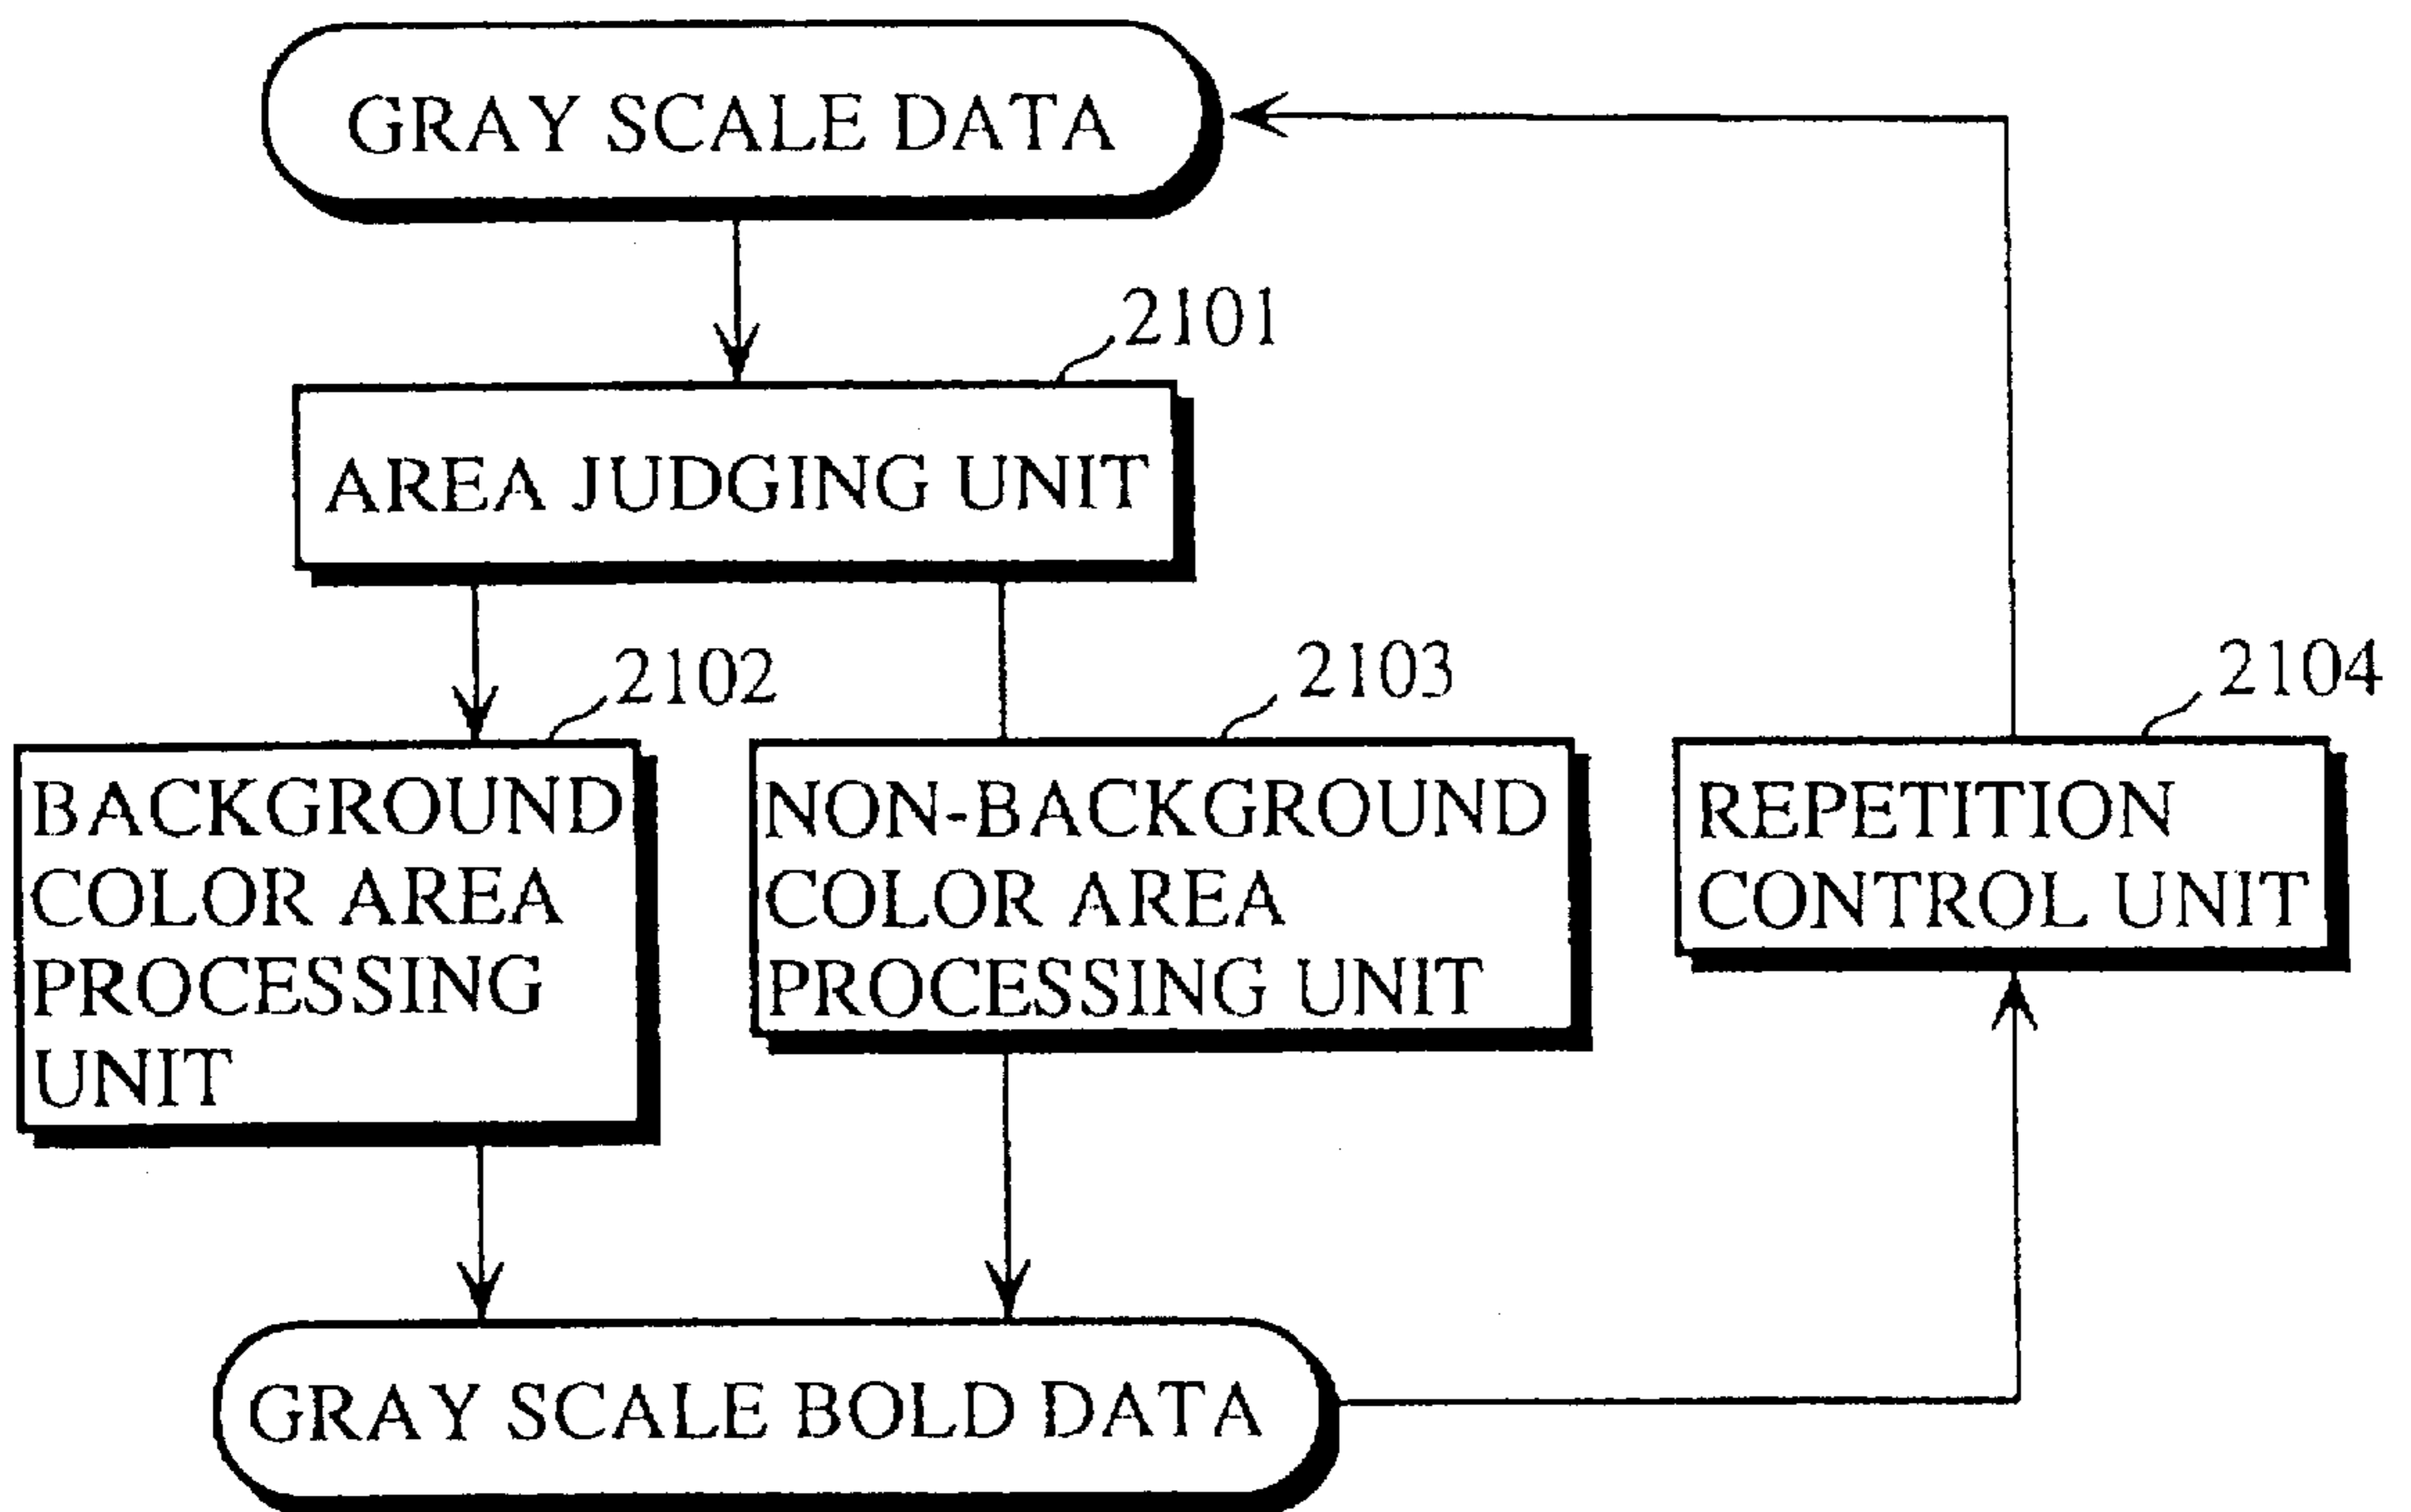 GRAY SCALE DATA
2101
AREA JUDGING UNIT
2102
BACKGROUND
COLOR AREA
PROCESSING
UNIT
2103
NON-BACKGROUND
COLOR AREA
PROCESSING UNIT
2104
REPETITION
CONTROL UNIT
GRAY SCALE BOLD DATA